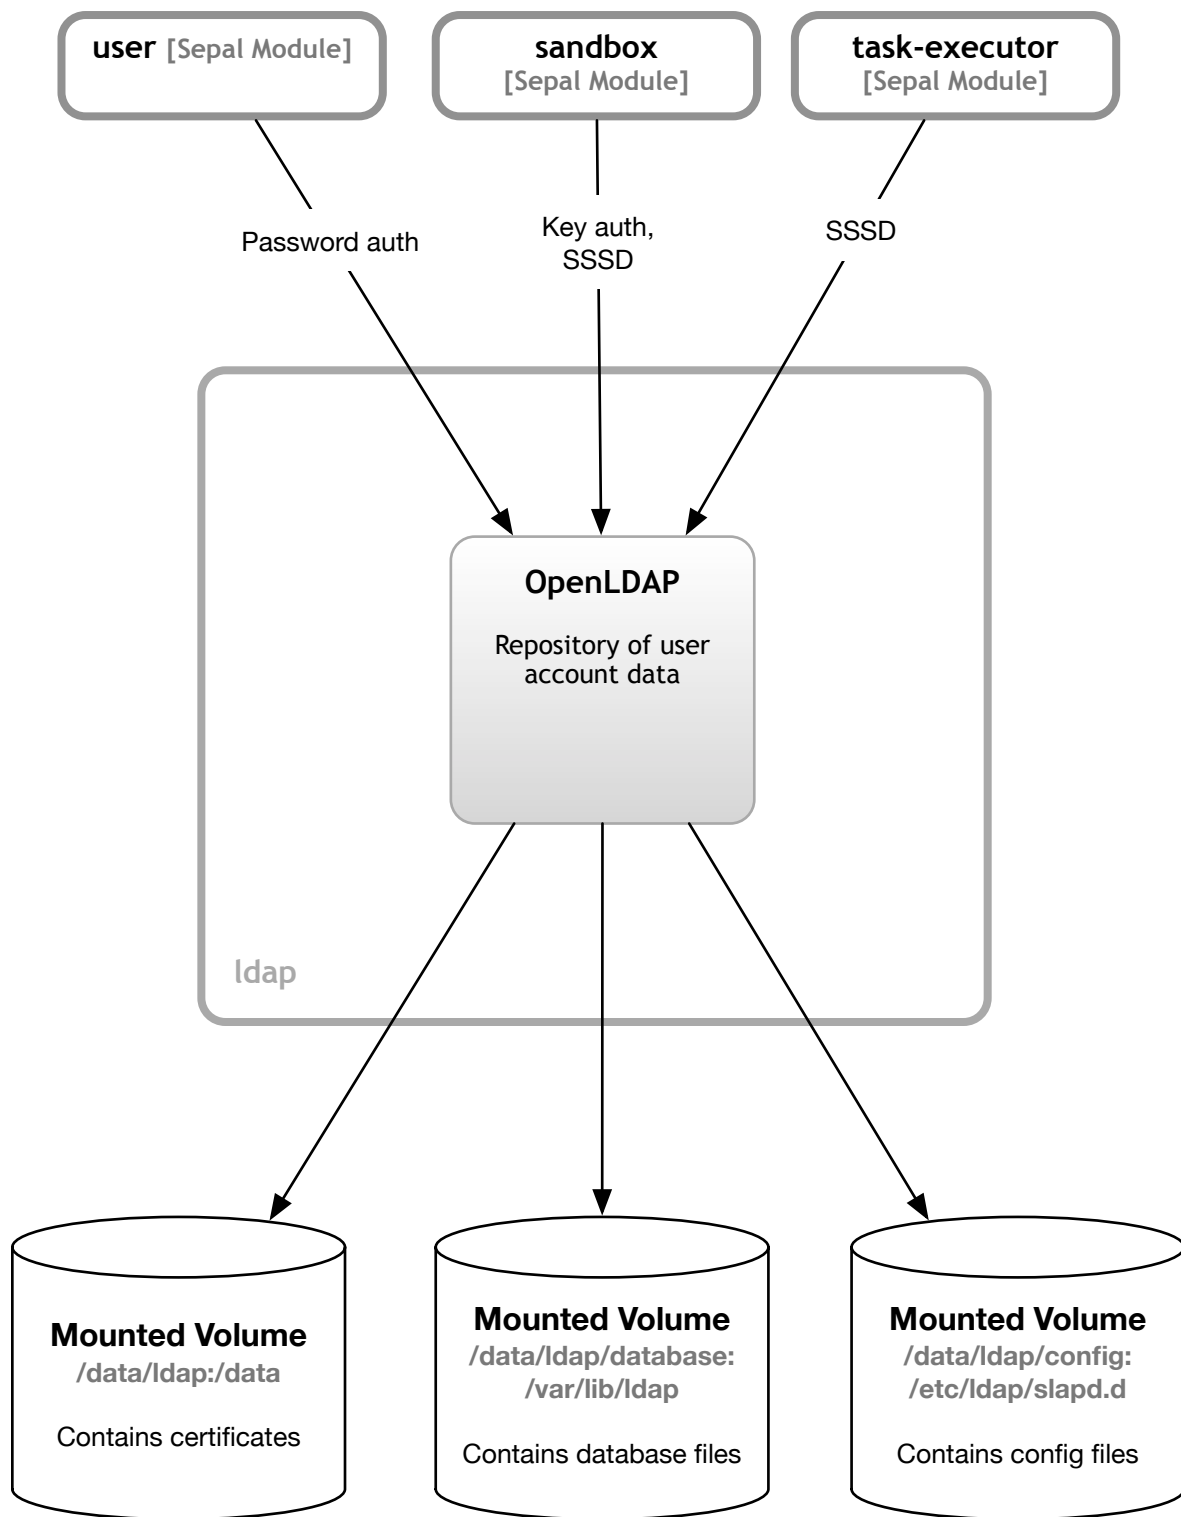 user [Sepal Module]
sandbox
[Sepal Module]
task-executor
[Sepal Module]
Password auth
Key auth,
SSSD
SSSD
OpenLDAP
Repository of user
account data
ldap
Mounted Volume
/data/ldap:/data
Contains certificates
Mounted Volume
/data/ldap/database:
/var/lib/ldap
Contains database files
Mounted Volume
/data/ldap/config:
/etc/ldap/slapd.d
Contains config files